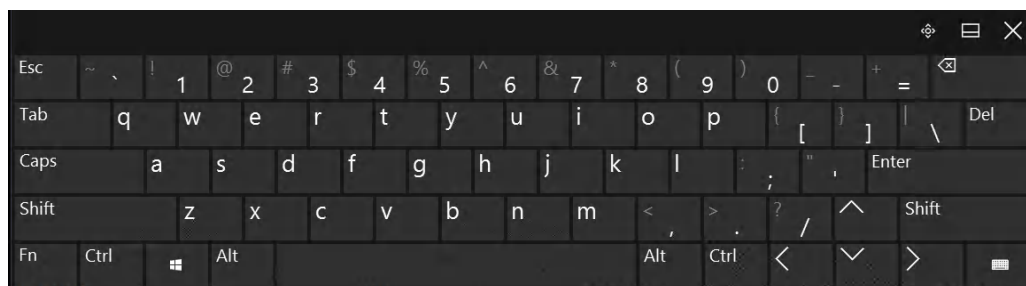 Esc ~ ` ! 1 @ 2 # 3 $ 4 % 5 ^ 6 & 7 * 8 ( 9 ) 0 _ - + =
Tab q w e r t y u i o p { [ } ] | \ Del
Caps a s d f g h j k l : ; " ' Enter
Shift z x c v b n m < , > . ? / Shift
Fn Ctrl Alt Alt Ctrl